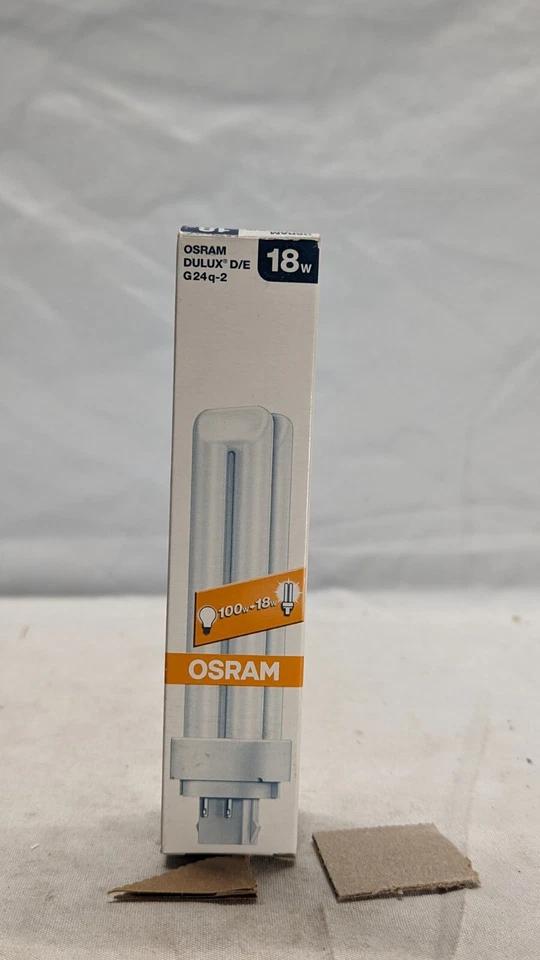 OSRAM
DULUX® D/E
G24q-2
18W
100W=18W
OSRAM